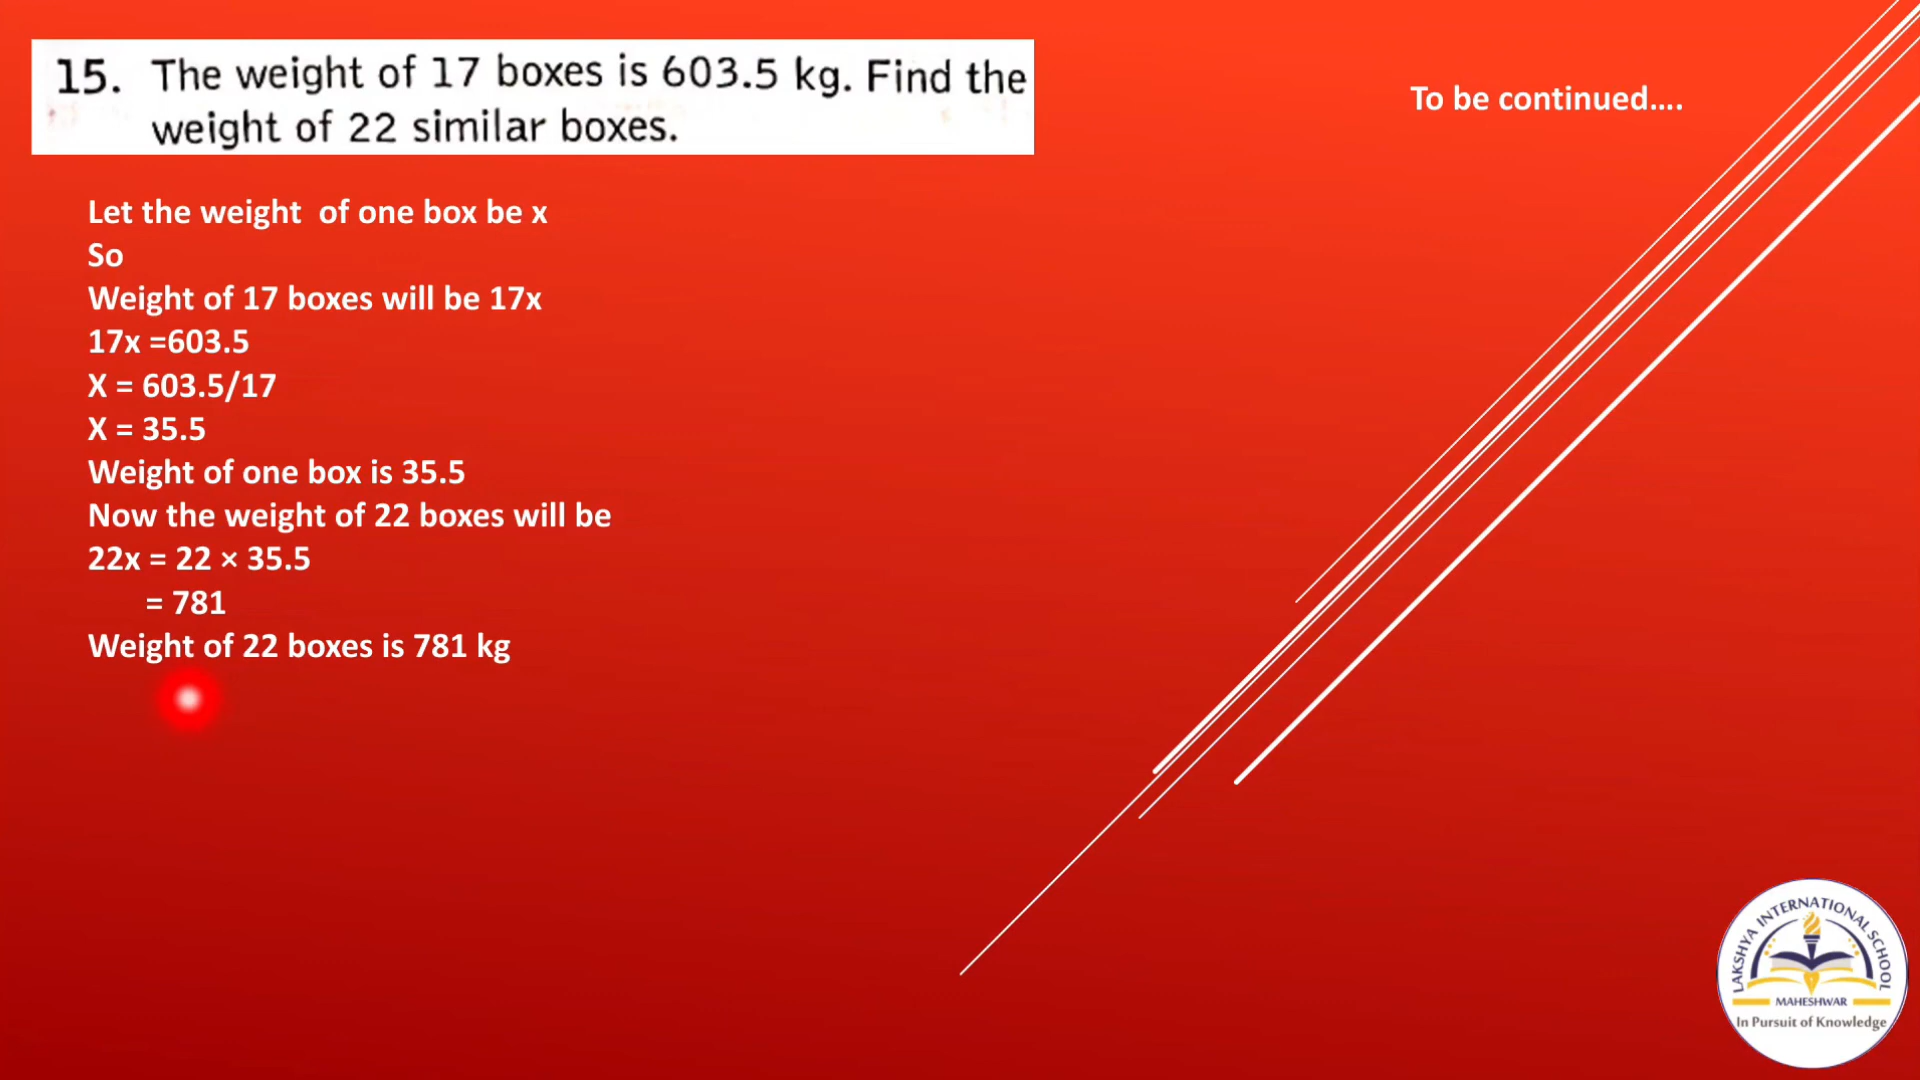 15. The weight of 17 boxes is 603.5 kg. Find the
weight of 22 similar boxes.
To be continued....
Let the weight  of one box be x
So
Weight of 17 boxes will be 17x
17x =603.5
X = 603.5/17
X = 35.5
Weight of one box is 35.5
Now the weight of 22 boxes will be
22x = 22 × 35.5
= 781
Weight of 22 boxes is 781 kg
LAKSHYA INTERNATIONAL SCHOOL
MAHESHWAR
In Pursuit of Knowledge